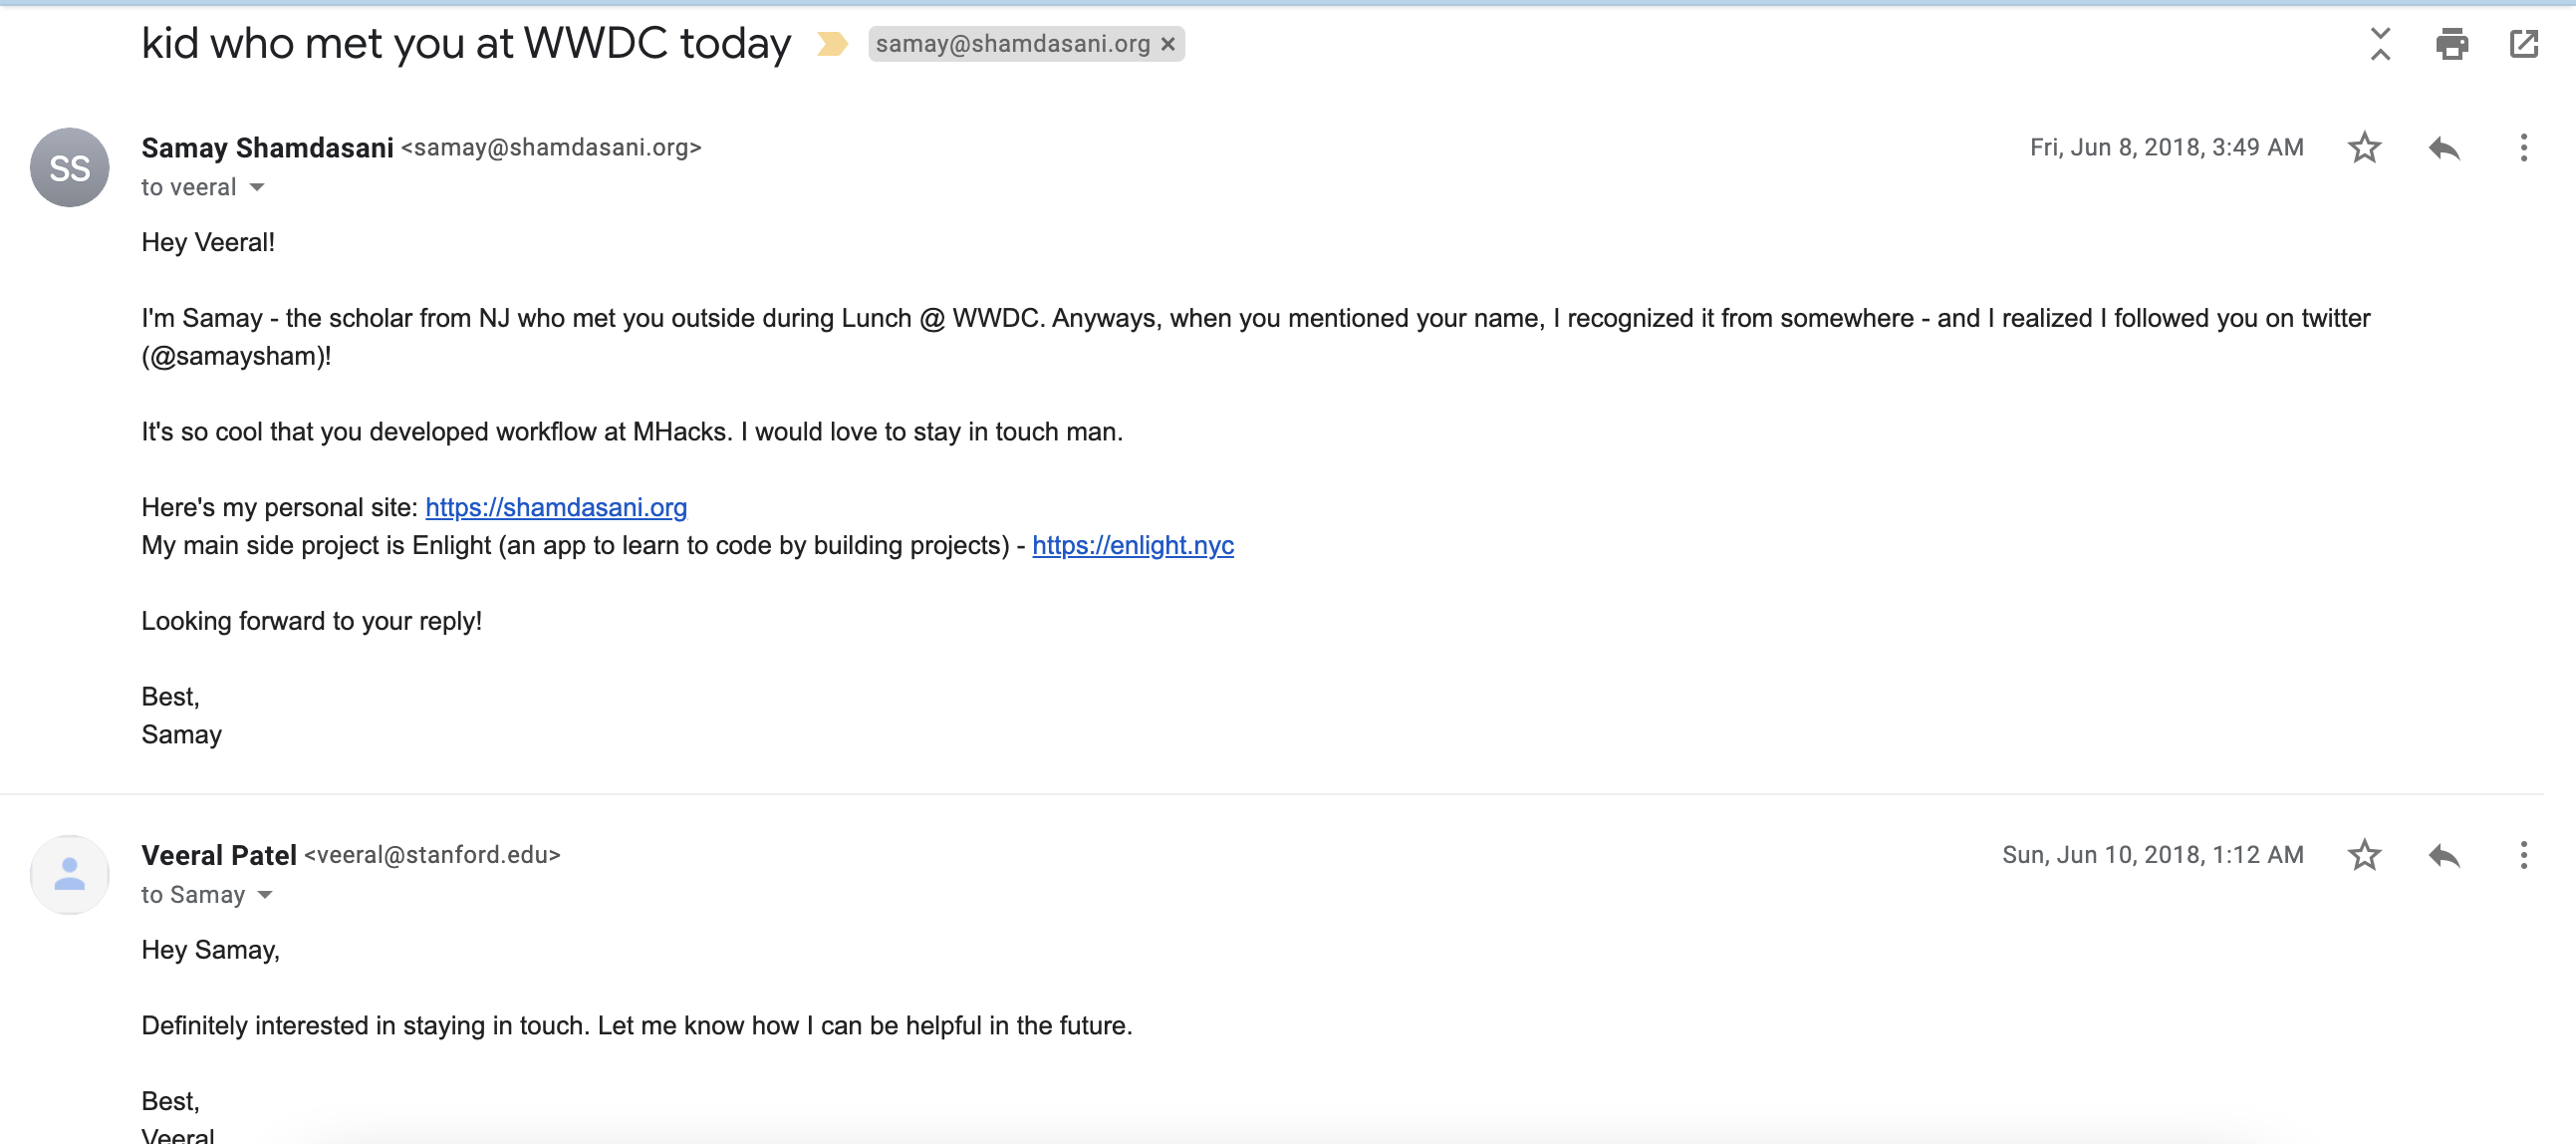 kid who met you at WWDC today samay@shamdasani.org ×
SS
Samay Shamdasani <samay@shamdasani.org> Fri, Jun 8, 2018, 3:49 AM
to veeral
Hey Veeral!
I'm Samay - the scholar from NJ who met you outside during Lunch @ WWDC. Anyways, when you mentioned your name, I recognized it from somewhere - and I realized I followed you on twitter
(@samaysham)!
It's so cool that you developed workflow at MHacks. I would love to stay in touch man.
Here's my personal site: https://shamdasani.org
My main side project is Enlight (an app to learn to code by building projects) - https://enlight.nyc
Looking forward to your reply!
Best,
Samay
Veeral Patel <veeral@stanford.edu> Sun, Jun 10, 2018, 1:12 AM
to Samay
Hey Samay,
Definitely interested in staying in touch. Let me know how I can be helpful in the future.
Best,
Veeral